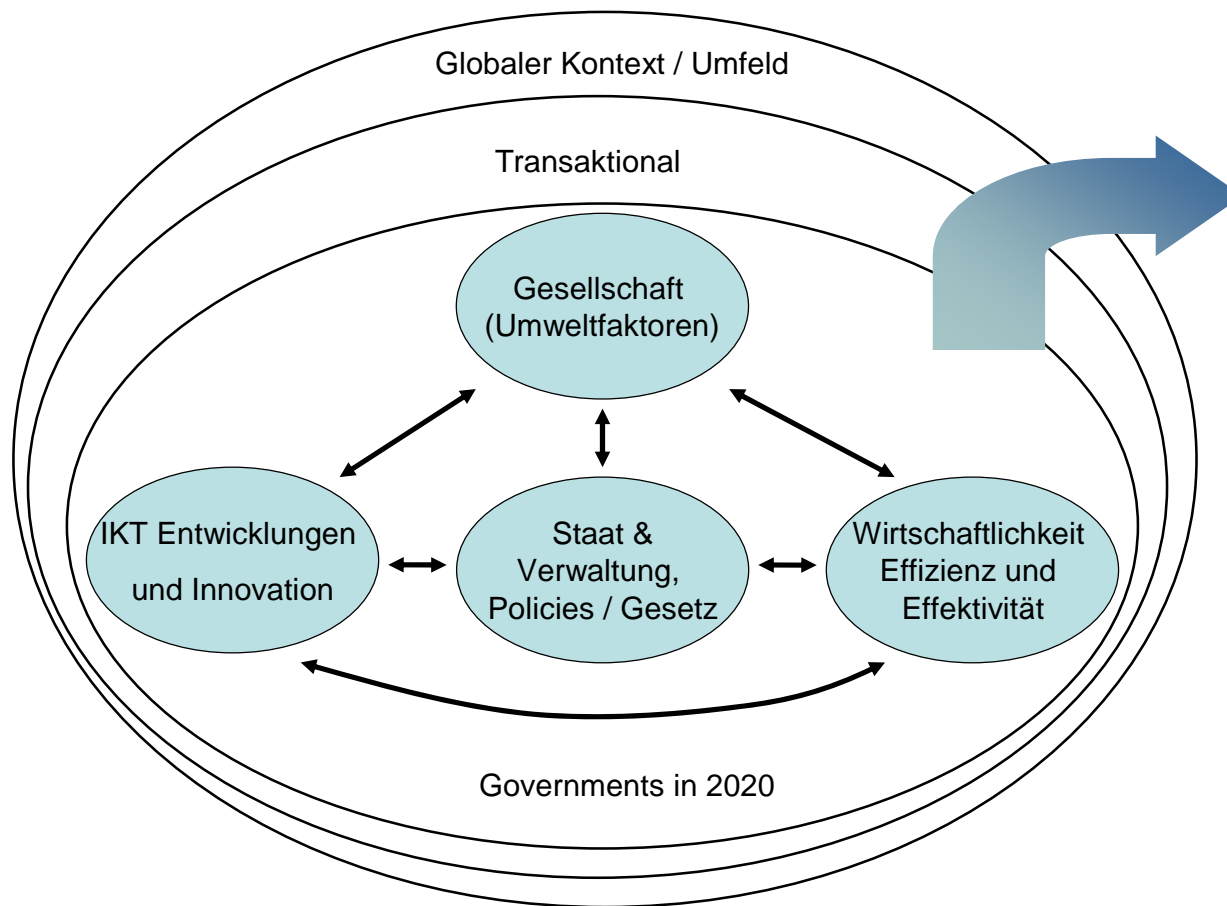 Globaler Kontext / Umfeld
Transaktional
Gesellschaft
(Umweltfaktoren)
IKT Entwicklungen
und Innovation
Staat &
Verwaltung,
Policies / Gesetz
Wirtschaftlichkeit
Effizienz und
Effektivität
Governments in 2020